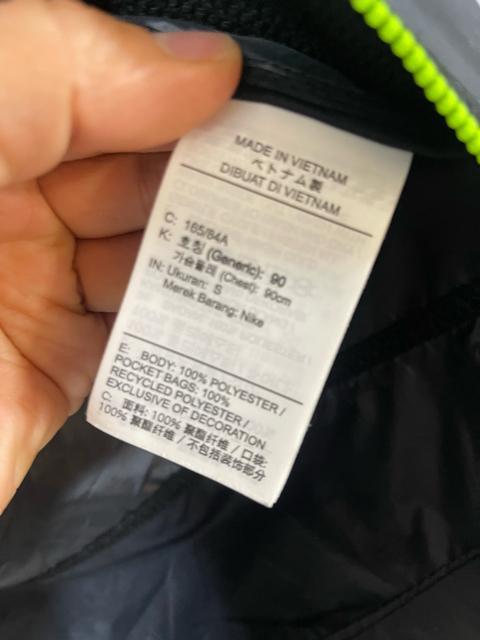 MADE IN VIETNAM
ベトナム製
DIBUAT DI VIETNAM
C: 165/84A
K: 호칭 (Generic): 90
가슴둘레 (Chest): 90cm
IN: Ukuran: S
Merek Barang: Nike
E: BODY: 100% POLYESTER /
POCKET BAGS: 100%
RECYCLED POLYESTER /
EXCLUSIVE OF DECORATION
C: 面料: 100% 聚酯纤维 / 口袋:
100% 聚酯纤维 / 不包括装饰部分